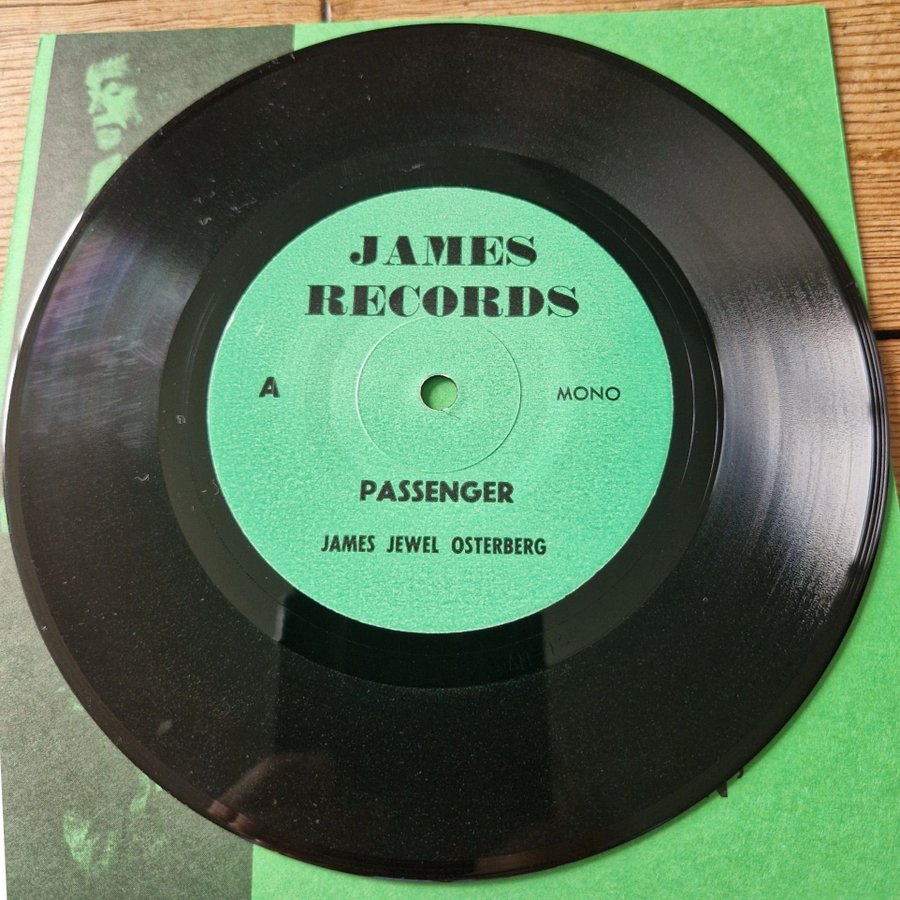 JAMES
RECORDS
A
MONO
PASSENGER
JAMES JEWEL OSTERBERG